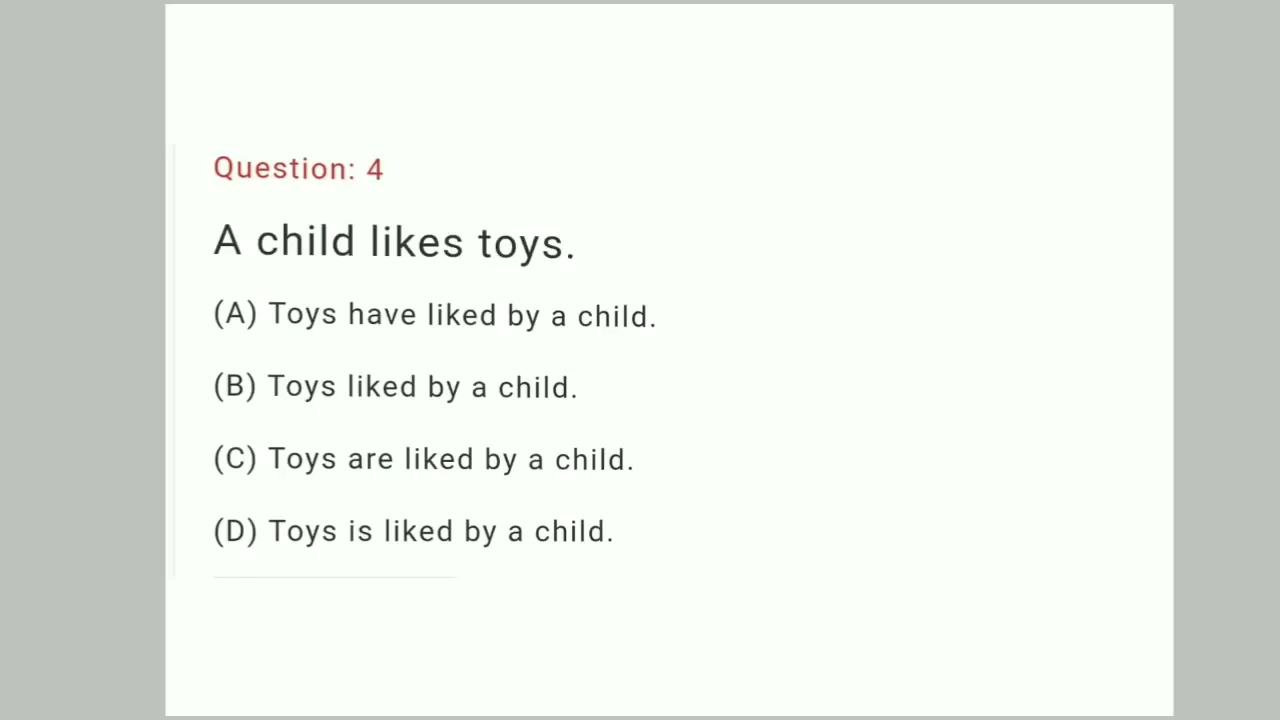 Question: 4
A child likes toys.
(A) Toys have liked by a child.
(B) Toys liked by a child.
(C) Toys are liked by a child.
(D) Toys is liked by a child.